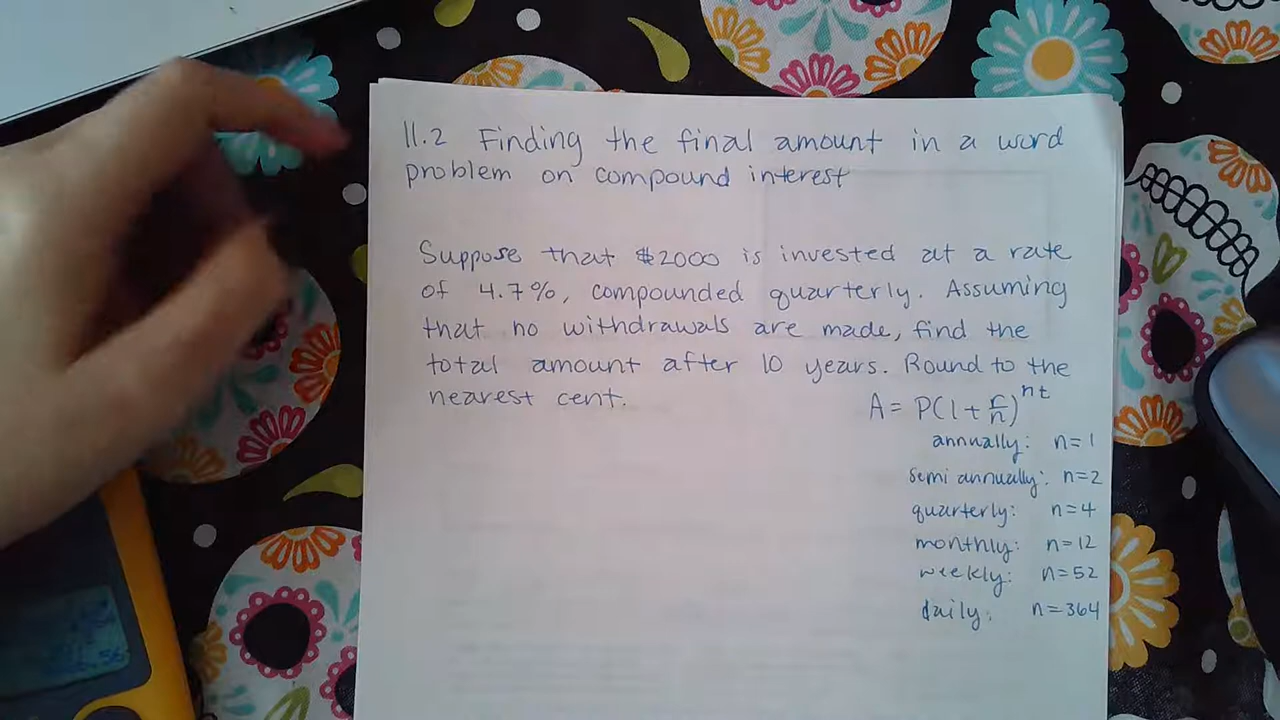 11.2 Finding the final amount in a word
problem on compound interest
Suppose that $2000 is invested at a rate
of 4.7%, compounded quarterly. Assuming
that no withdrawals are made, find the
total amount after 10 years. Round to the
nearest cent.
A = P(1 + r/n)^nt
annually: n=1
semi annually: n=2
quarterly: n=4
monthly: n=12
weekly: n=52
daily: n=364